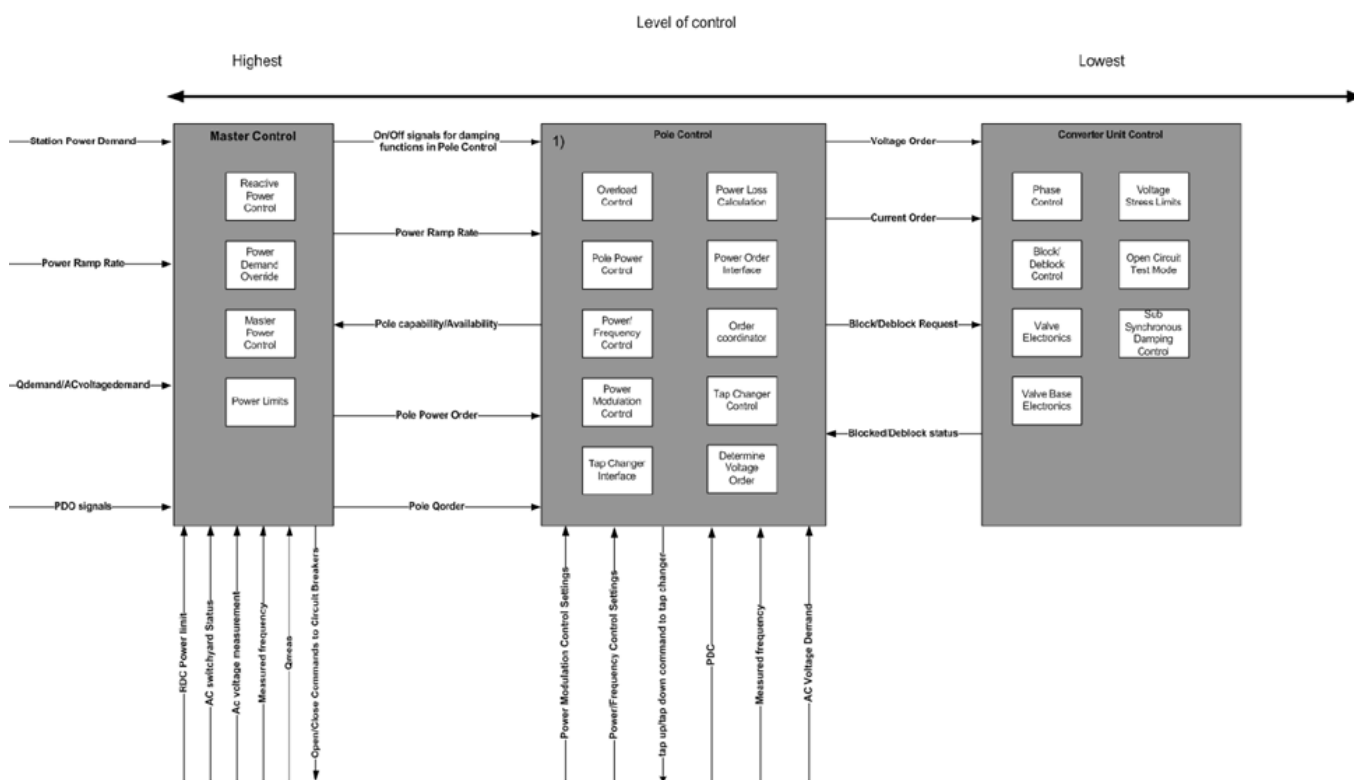 Level of control
Highest
Lowest
Master Control
Pole Control
Converter Unit Control
1)
Station Power Demand
Power Ramp Rate
Qdemand/ACvoltagedemand
PDO signals
Reactive
Power
Control
Power
Demand
Override
Master
Power
Control
Power Limits
On/Off signals for damping
functions in Pole Control
Power Ramp Rate
Pole capability/Availability
Pole Power Order
Pole Qorder
Overload
Control
Power Loss
Calculation
Pole Power
Control
Power Order
Interface
Power/
Frequency
Control
Order
coordinator
Power
Modulation
Control
Tap Changer
Control
Tap Changer
Interface
Determine
Voltage
Order
Voltage Order
Current Order
Block/Deblock Request
Blocked/Deblock status
Phase
Control
Voltage
Stress Limits
Block/
Deblock
Control
Open Circuit
Test Mode
Valve
Electronics
Sub
Synchronous
Damping
Control
Valve Base
Electronics
RDC Power limit
AC switchyard Status
Ac voltage measurement
Measured frequency
Qmeas
Open/Close Commands to Circuit Breakers
Power Modulation Control Settings
Power/Frequency Control Settings
tap up/tap down command to tap changer
PDC
Measured frequency
AC Voltage Demand